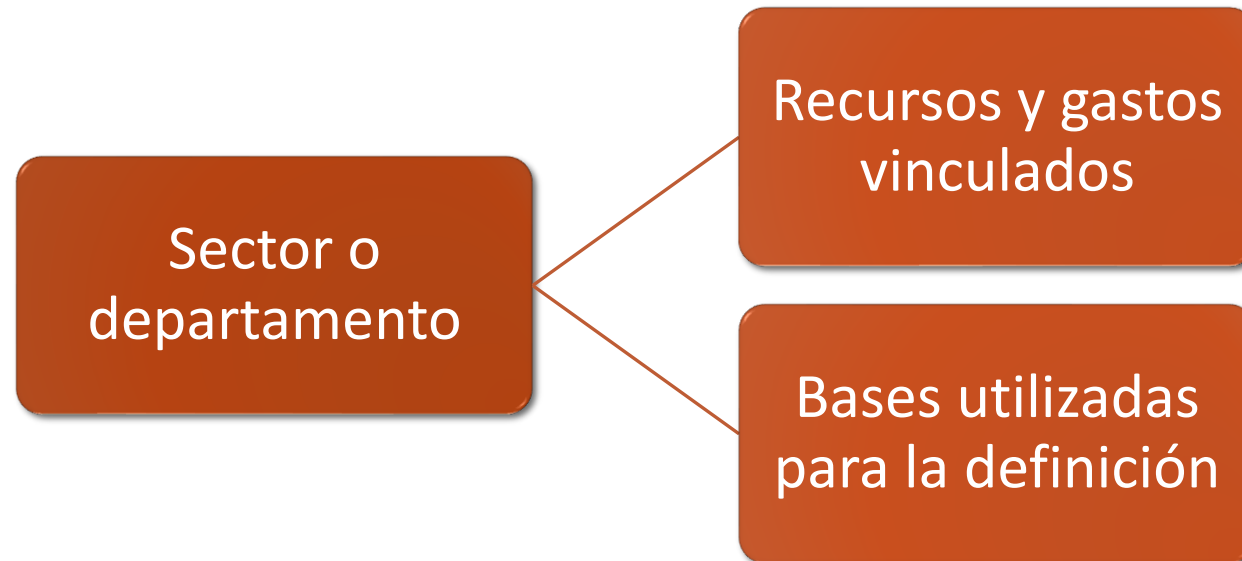 Sector o
departamento
Recursos y gastos
vinculados
Bases utilizadas
para la definición